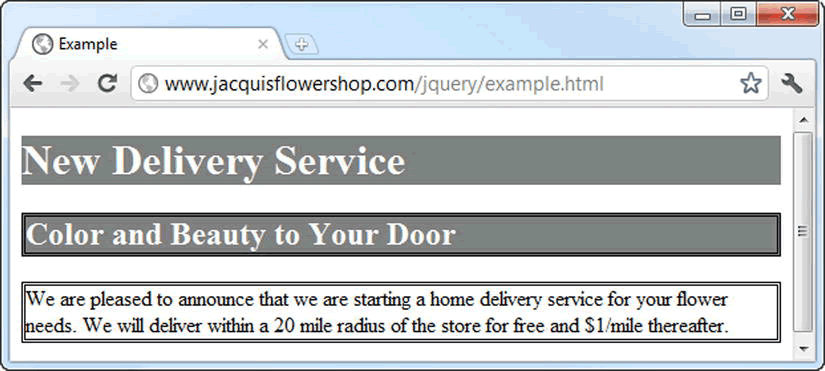 Example
www.jacquisflowershop.com/jquery/example.html
New Delivery Service
Color and Beauty to Your Door
We are pleased to announce that we are starting a home delivery service for your flower
needs. We will deliver within a 20 mile radius of the store for free and $1/mile thereafter.